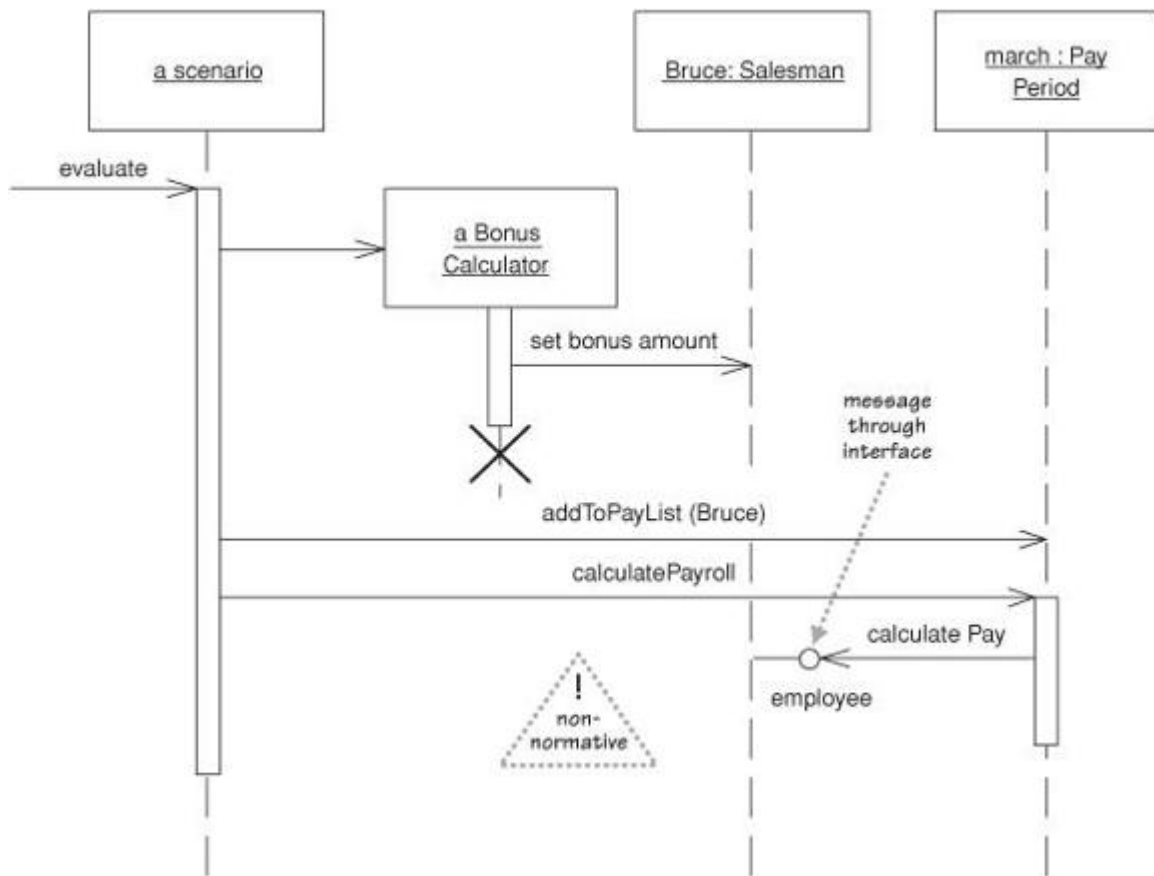 a scenario
Bruce: Salesman
march : Pay
Period
evaluate
a Bonus
Calculator
set bonus amount
message
through
interface
addToPayList (Bruce)
calculatePayroll
calculate Pay
employee
!
non-
normative